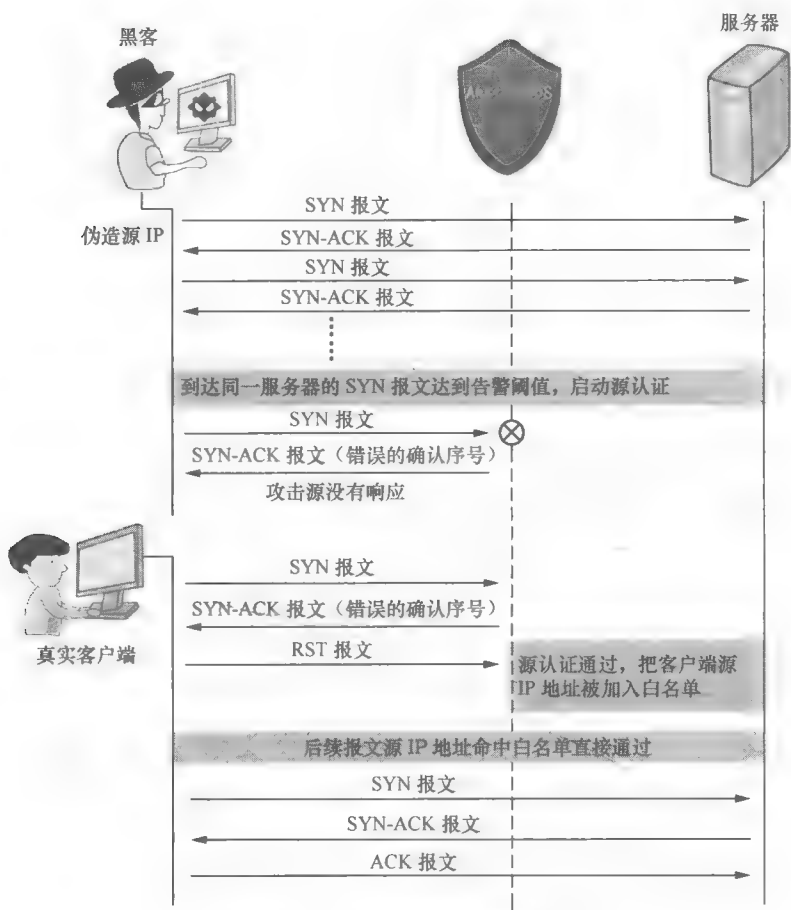 服务器
黑客
SYN 报文
伪造源 IP
SYN-ACK 报文
SYN 报文
SYN-ACK 报文
到达同一服务器的 SYN 报文达到告警阈值，启动源认证
SYN 报文
SYN-ACK 报文（错误的确认序号）
攻击源没有响应
SYN 报文
SYN-ACK 报文（错误的确认序号）
真实客户端
RST 报文
源认证通过，把客户端源
IP 地址被加入白名单
后续报文源 IP 地址命中白名单直接通过
SYN 报文
SYN-ACK 报文
ACK 报文